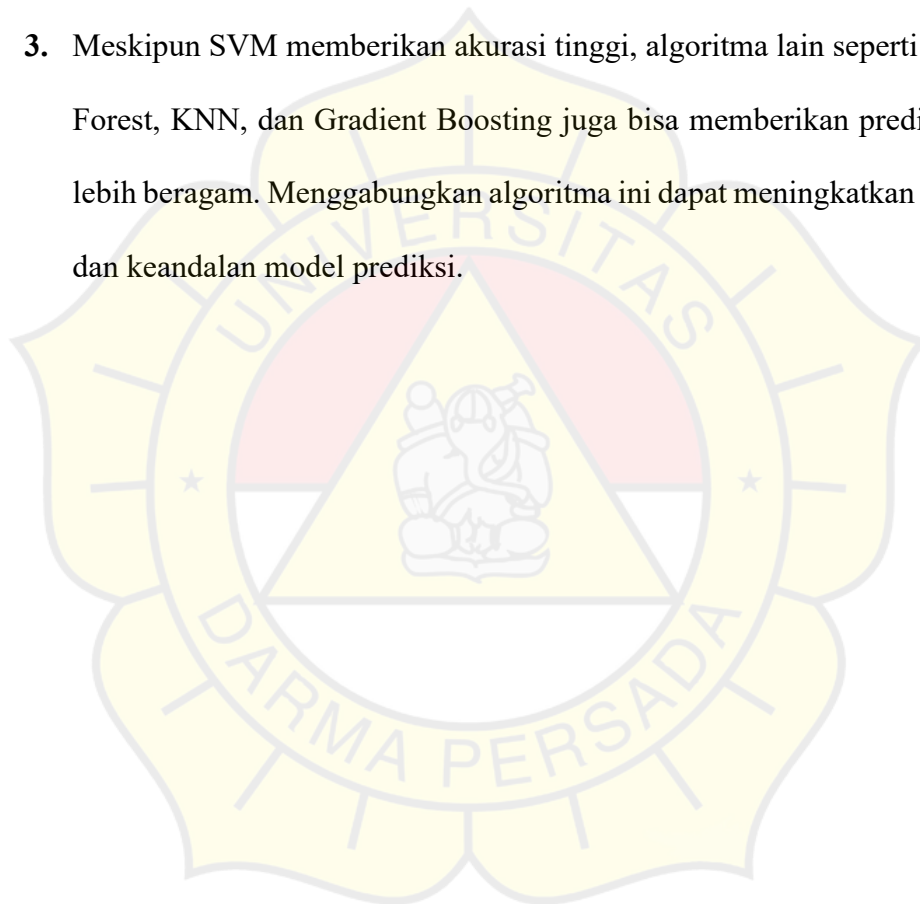 3. Meskipun SVM memberikan akurasi tinggi, algoritma lain seperti
Forest, KNN, dan Gradient Boosting juga bisa memberikan
lebih beragam. Menggabungkan algoritma ini dapat meningkatkan
dan keandalan model prediksi.
UNIVERSITAS
DARMA PERSADA